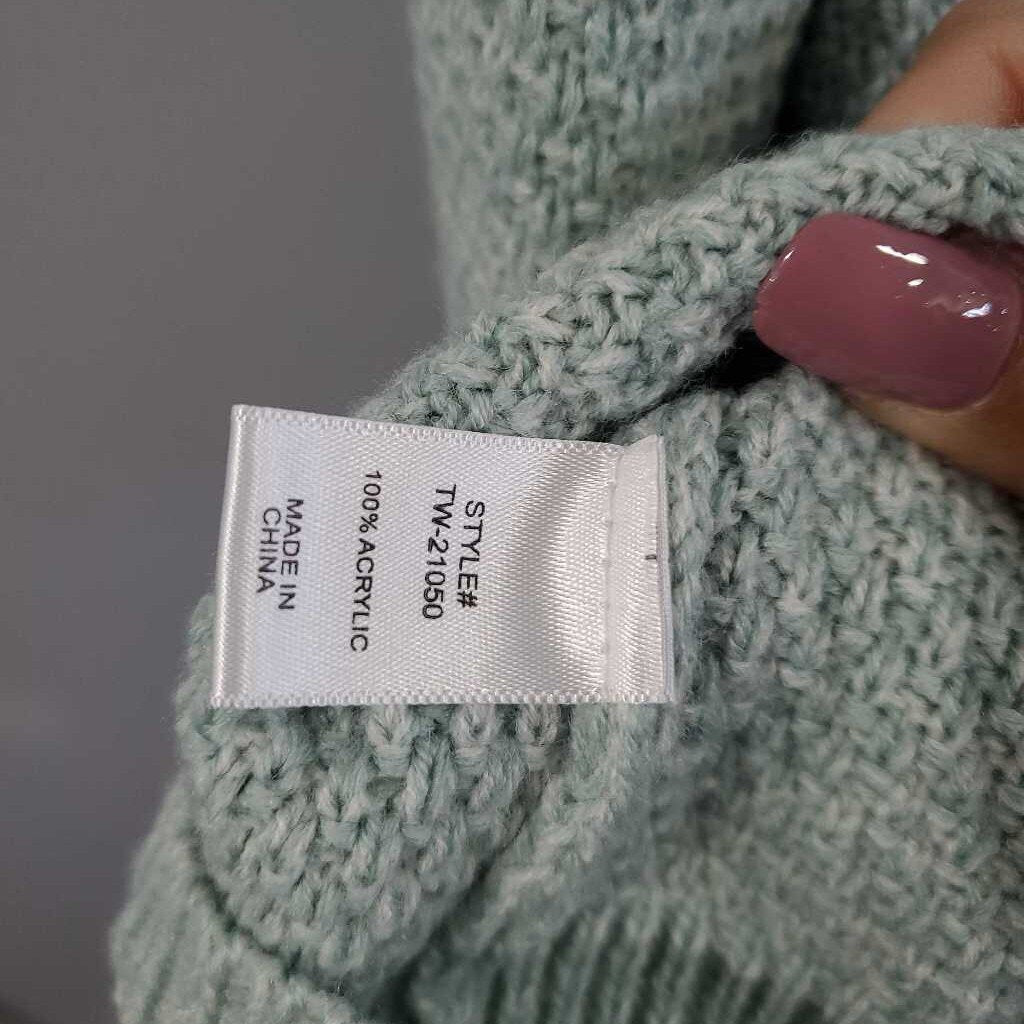 STYLE#
TW-21050
100% ACRYLIC
MADE IN
CHINA